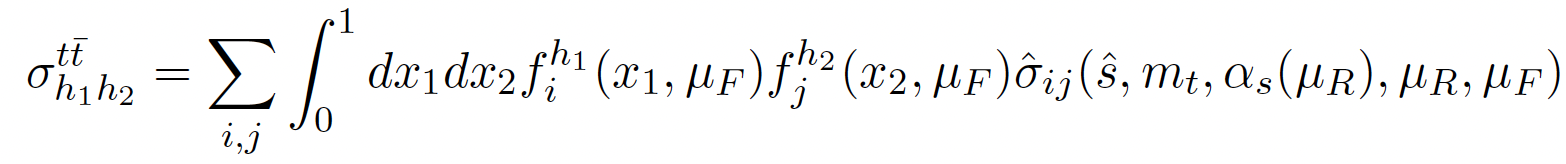 \sigma_{h_1 h_2}^{t\bar{t}} = \sum_{i,j} \int_0^1 dx_1 dx_2 f_i^{h_1}(x_1, \mu_F) f_j^{h_2}(x_2, \mu_F) \hat{\sigma}_{ij}(\hat{s}, m_t, \alpha_s(\mu_R), \mu_R, \mu_F)